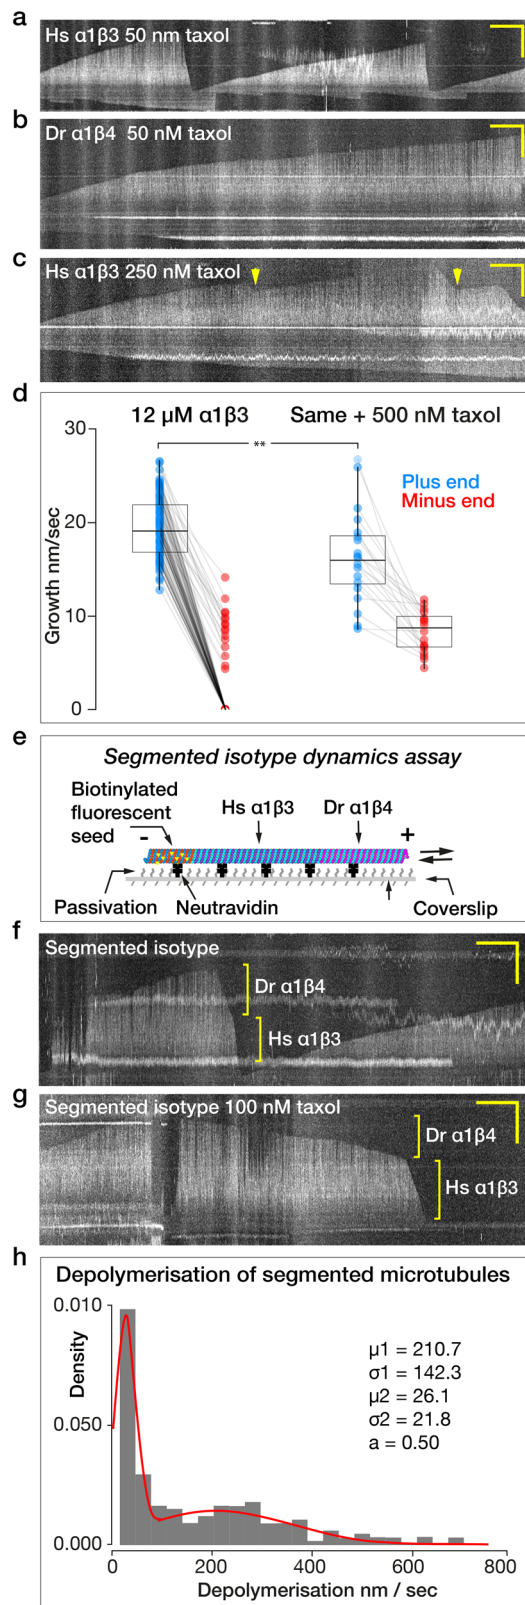 a
Hs α1β3 50 nm taxol
b
Dr α1β4 50 nM taxol
c
Hs α1β3 250 nM taxol
d
12 µM α1β3
Same + 500 nM taxol
30
**
Plus end
Minus end
20
Growth nm/sec
10
0
e
Segmented isotype dynamics assay
Biotinylated
fluorescent
seed
-
Hs α1β3
Dr α1β4
+
Passivation
Neutravidin
Coverslip
f
Segmented isotype
Dr α1β4
Hs α1β3
g
Segmented isotype 100 nM taxol
Dr α1β4
Hs α1β3
h
Depolymerisation of segmented microtubules
0.010
Density
µ1 = 210.7
σ1 = 142.3
µ2 = 26.1
σ2 = 21.8
a = 0.50
0.050
0.000
0 200 400 600 800
Depolymerisation nm / sec